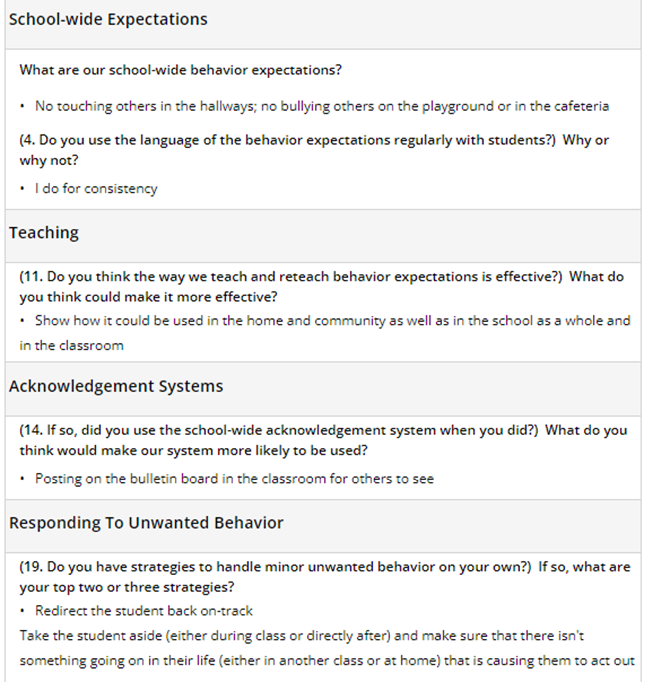 School-wide Expectations
What are our school-wide behavior expectations?
• No touching others in the hallways; no bullying others on the playground or in the cafeteria
(4. Do you use the language of the behavior expectations regularly with students?) Why or
why not?
• I do for consistency
Teaching
(11. Do you think the way we teach and reteach behavior expectations is effective?) What do
you think could make it more effective?
• Show how it could be used in the home and community as well as in the school as a whole and
in the classroom
Acknowledgement Systems
(14. If so, did you use the school-wide acknowledgement system when you did?) What do you
think would make our system more likely to be used?
• Posting on the bulletin board in the classroom for others to see
Responding To Unwanted Behavior
(19. Do you have strategies to handle minor unwanted behavior on your own?) If so, what are
your top two or three strategies?
• Redirect the student back on-track
Take the student aside (either during class or directly after) and make sure that there isn't
something going on in their life (either in another class or at home) that is causing them to act out